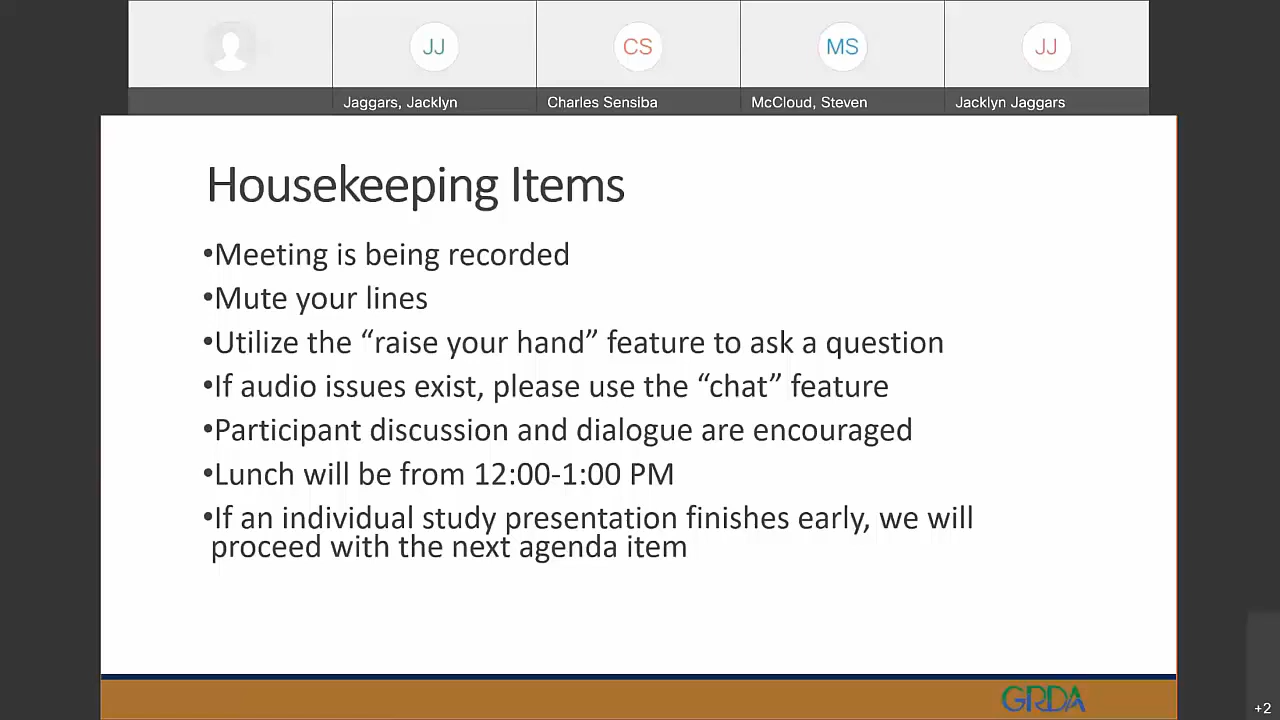 JJ
CS
MS
JJ
Jaggars, Jacklyn
Charles Sensiba
McCloud, Steven
Jacklyn Jaggars
Housekeeping Items
•Meeting is being recorded
•Mute your lines
•Utilize the “raise your hand” feature to ask a question
•If audio issues exist, please use the “chat” feature
•Participant discussion and dialogue are encouraged
•Lunch will be from 12:00-1:00 PM
•If an individual study presentation finishes early, we will
proceed with the next agenda item
GRDA
+2